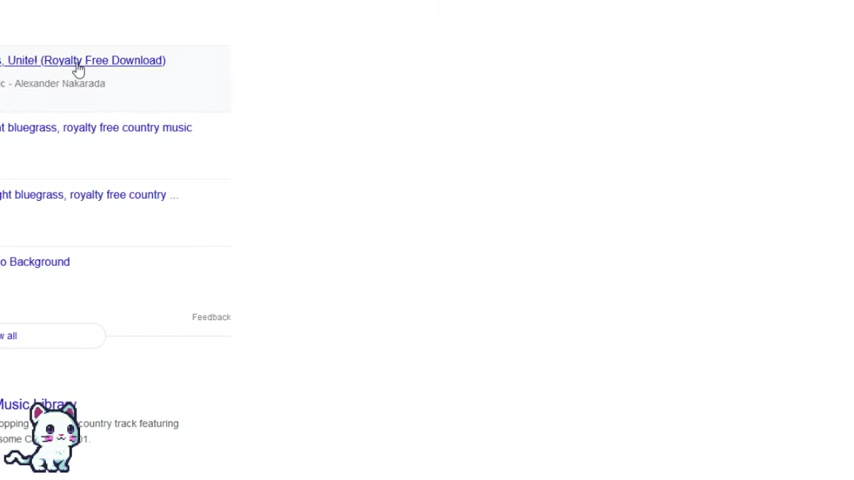 , Unite! (Royalty Free Download)
c - Alexander Nakarada
t bluegrass, royalty free country music
ght bluegrass, royalty free country ...
o Background
Feedback
w all
Music Library
opping country track featuring
some C 01.